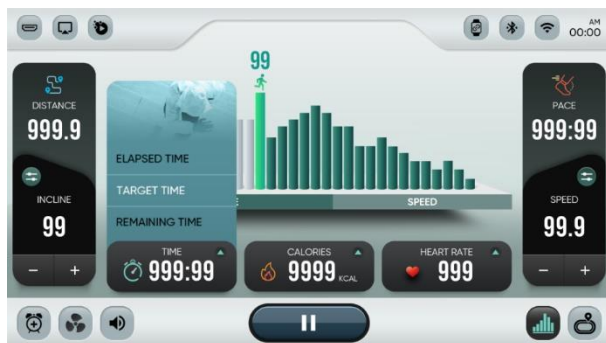 AM
00:00
99
DISTANCE
999.9
INCLINE
99
− +
ELAPSED TIME
TARGET TIME
REMAINING TIME
E
SPEED
TIME
999:99
CALORIES
9999 KCAL
HEART RATE
999
PACE
999:99
SPEED
99.9
− +